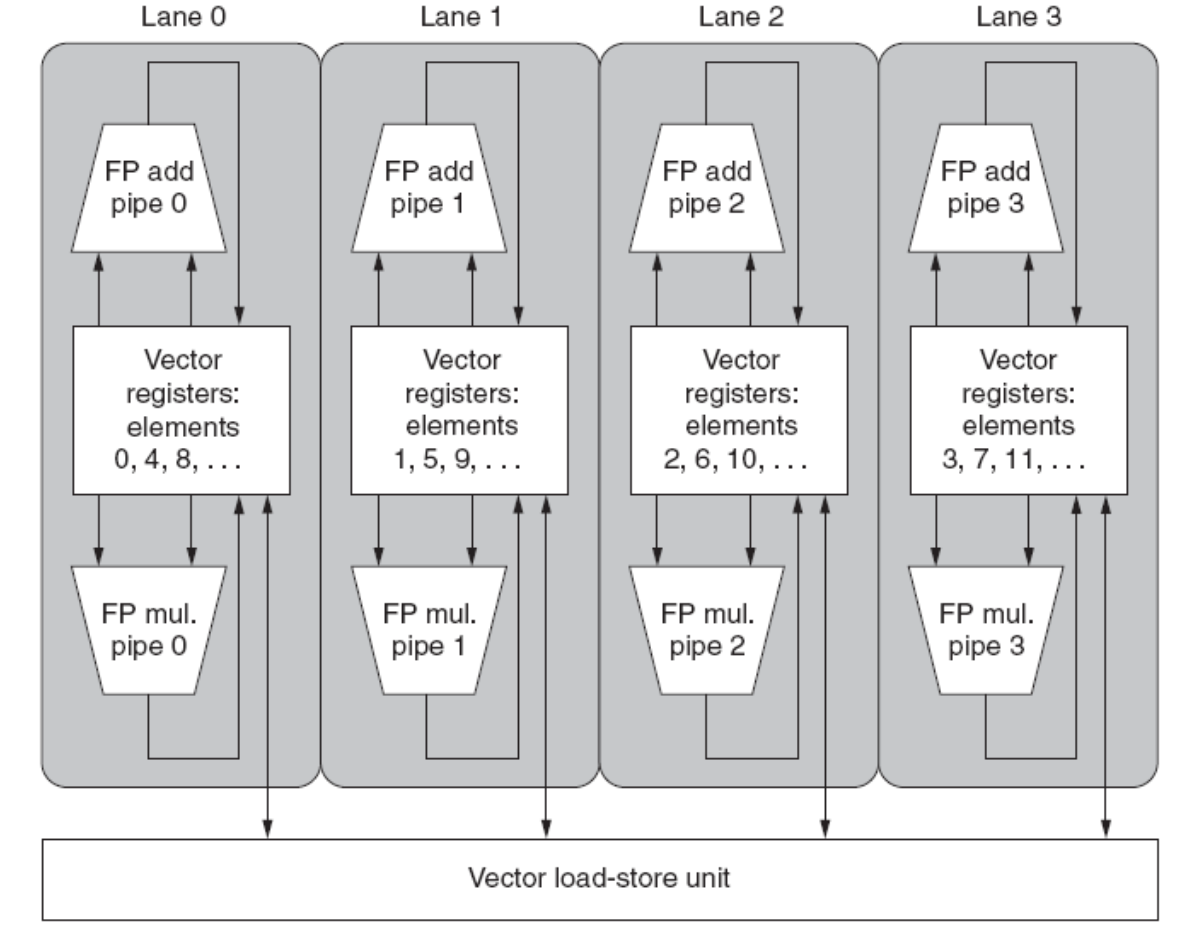 Lane 0
Lane 1
Lane 2
Lane 3
FP add
pipe 0
FP add
pipe 1
FP add
pipe 2
FP add
pipe 3
Vector
registers:
elements
0, 4, 8, . . .
Vector
registers:
elements
1, 5, 9, . . .
Vector
registers:
elements
2, 6, 10, . . .
Vector
registers:
elements
3, 7, 11, . . .
FP mul.
pipe 0
FP mul.
pipe 1
FP mul.
pipe 2
FP mul.
pipe 3
Vector load-store unit